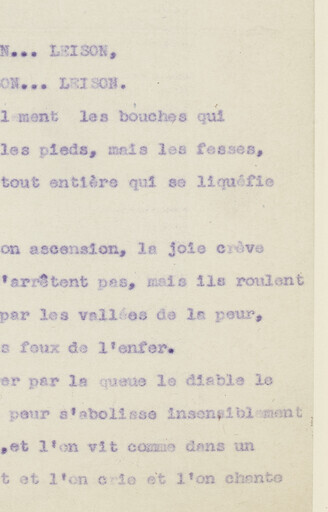 N... LEISON,
ON... LEISON.
lement les bouches qui
les pieds, mais les fesses,
tout entière qui se liquéfie
on ascension, la joie crève
'arrêtent pas, mais ils roulent
par les vallées de la peur,
s feux de l'enfer.
er par la queue le diable le
peur s'abolisse insensiblement
,et l'on vit comme dans un
t et l'on crie et l'on chante